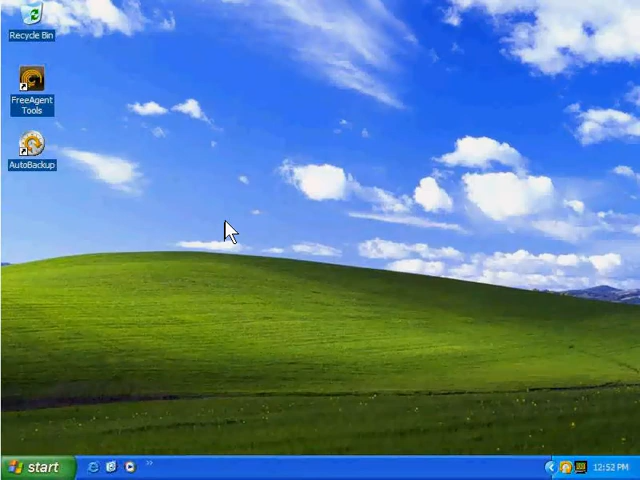 Recycle Bin
FreeAgent
Tools
AutoBackup
start
12:52 PM